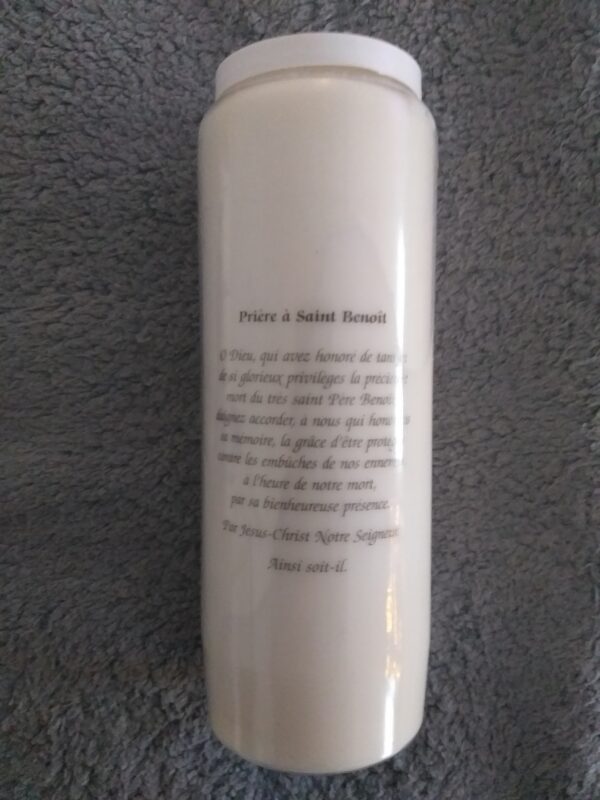 Prière à Saint Benoît
O Dieu, qui avez honoré de tant et
de si glorieux privilèges la précieuse
mort du très saint Père Benoît,
daignez accorder, à nous qui honorons
sa mémoire, la grâce d'être protégés
contre les embûches de nos ennemis
à l'heure de notre mort,
par sa bienheureuse présence.
Par Jésus-Christ Notre Seigneur
Ainsi soit-il.